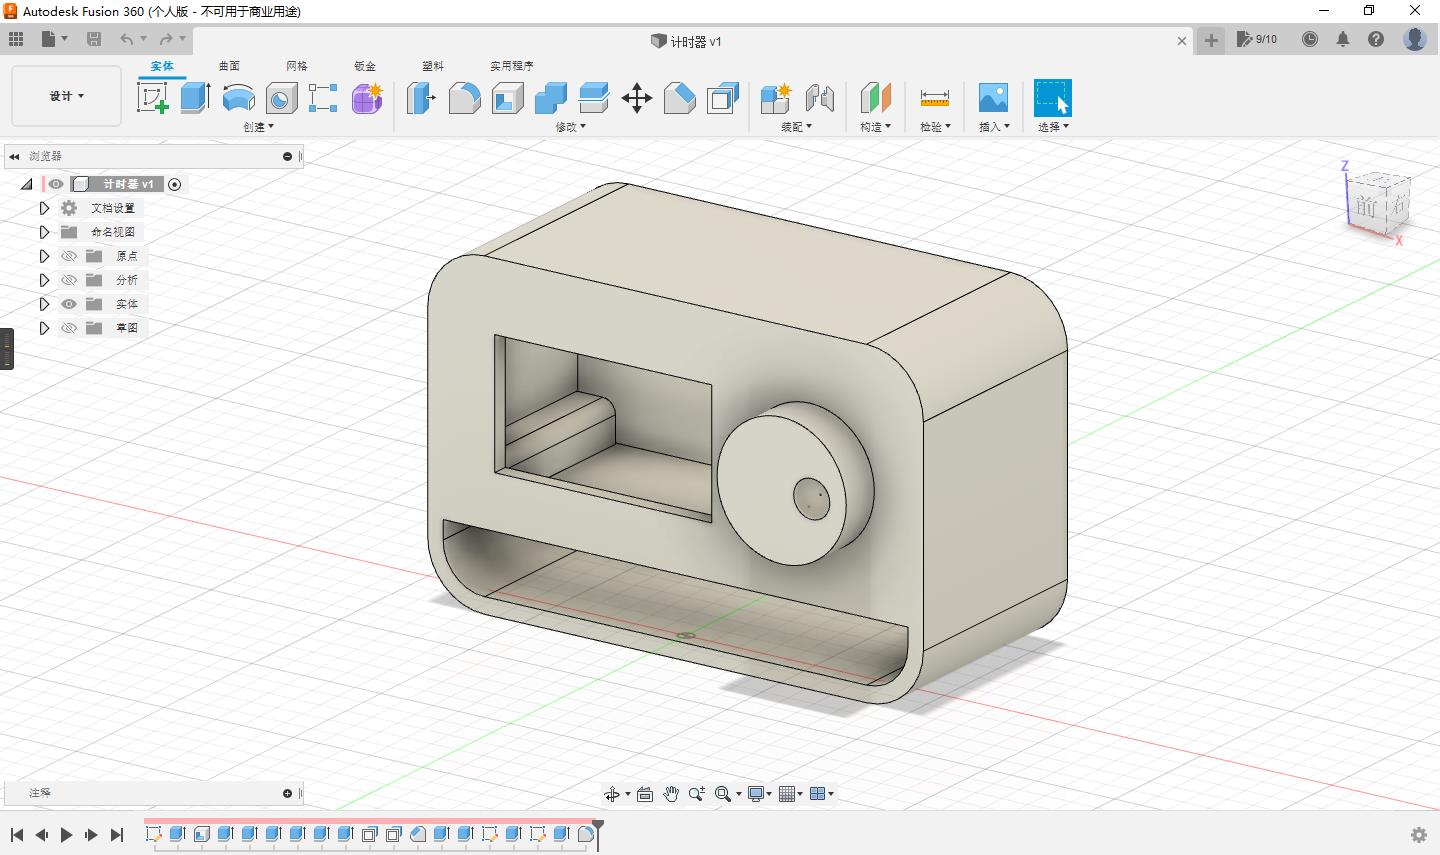 Autodesk Fusion 360 (个人版 - 不可用于商业用途)
计时器 v1
9/10
实体 曲面 网格 钣金 塑料 实用程序
设计
创建 修改 装配 构造 检验 插入 选择
浏览器
计时器 v1
文档设置
命名视图
原点
分析
实体
草图
Z
前 右
X
注释